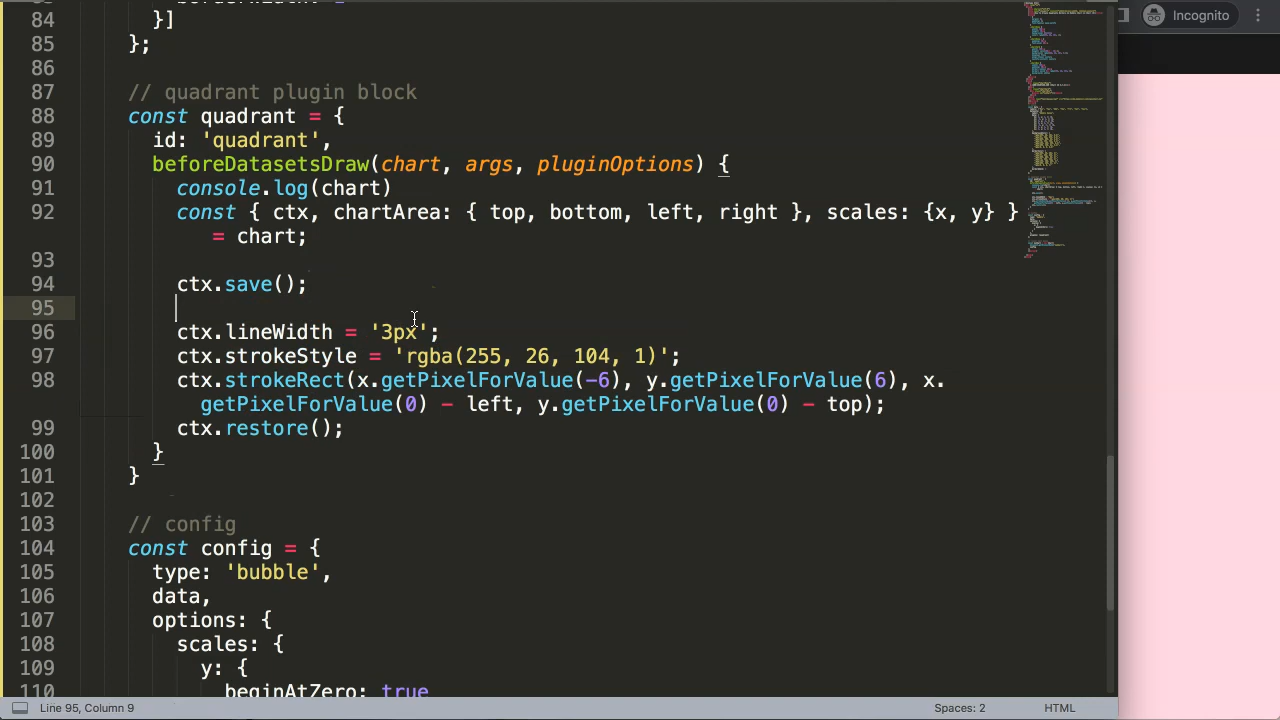 Incognito
84 }]
85 };
86
87 // quadrant plugin block
88 const quadrant = {
89 id: 'quadrant',
90 beforeDatasetsDraw(chart, args, pluginOptions) {
91 console.log(chart)
92 const { ctx, chartArea: { top, bottom, left, right }, scales: {x, y} }
= chart;
93
94 ctx.save();
95
96 ctx.lineWidth = '3px';
97 ctx.strokeStyle = 'rgba(255, 26, 104, 1)';
98 ctx.strokeRect(x.getPixelForValue(-6), y.getPixelForValue(6), x.
getPixelForValue(0) - left, y.getPixelForValue(0) - top);
99 ctx.restore();
100 }
101 }
102
103 // config
104 const config = {
105 type: 'bubble',
106 data,
107 options: {
108 scales: {
109 y: {
110 beginAtZero: true
Line 95, Column 9
Spaces: 2
HTML